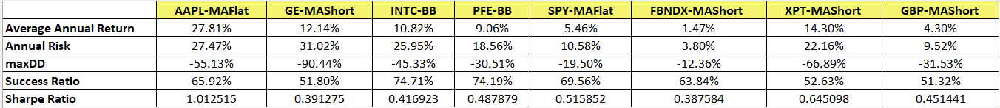 AAPL-MAFlat GE-MAShort INTC-BB PFE-BB SPY-MAFlat FBNDX-MAShort XPT-MAShort GBP-MAShort
Average Annual Return 27.81% 12.14% 10.82% 9.06% 5.46% 1.47% 14.30% 4.30%
Annual Risk 27.47% 31.02% 25.95% 18.56% 10.58% 3.80% 22.16% 9.52%
maxDD -55.13% -90.44% -45.33% -30.51% -19.50% -12.36% -66.89% -31.53%
Success Ratio 65.92% 51.80% 74.71% 74.19% 69.56% 63.84% 52.63% 51.32%
Sharpe Ratio 1.012515 0.391275 0.416923 0.487879 0.515852 0.387584 0.645098 0.451441